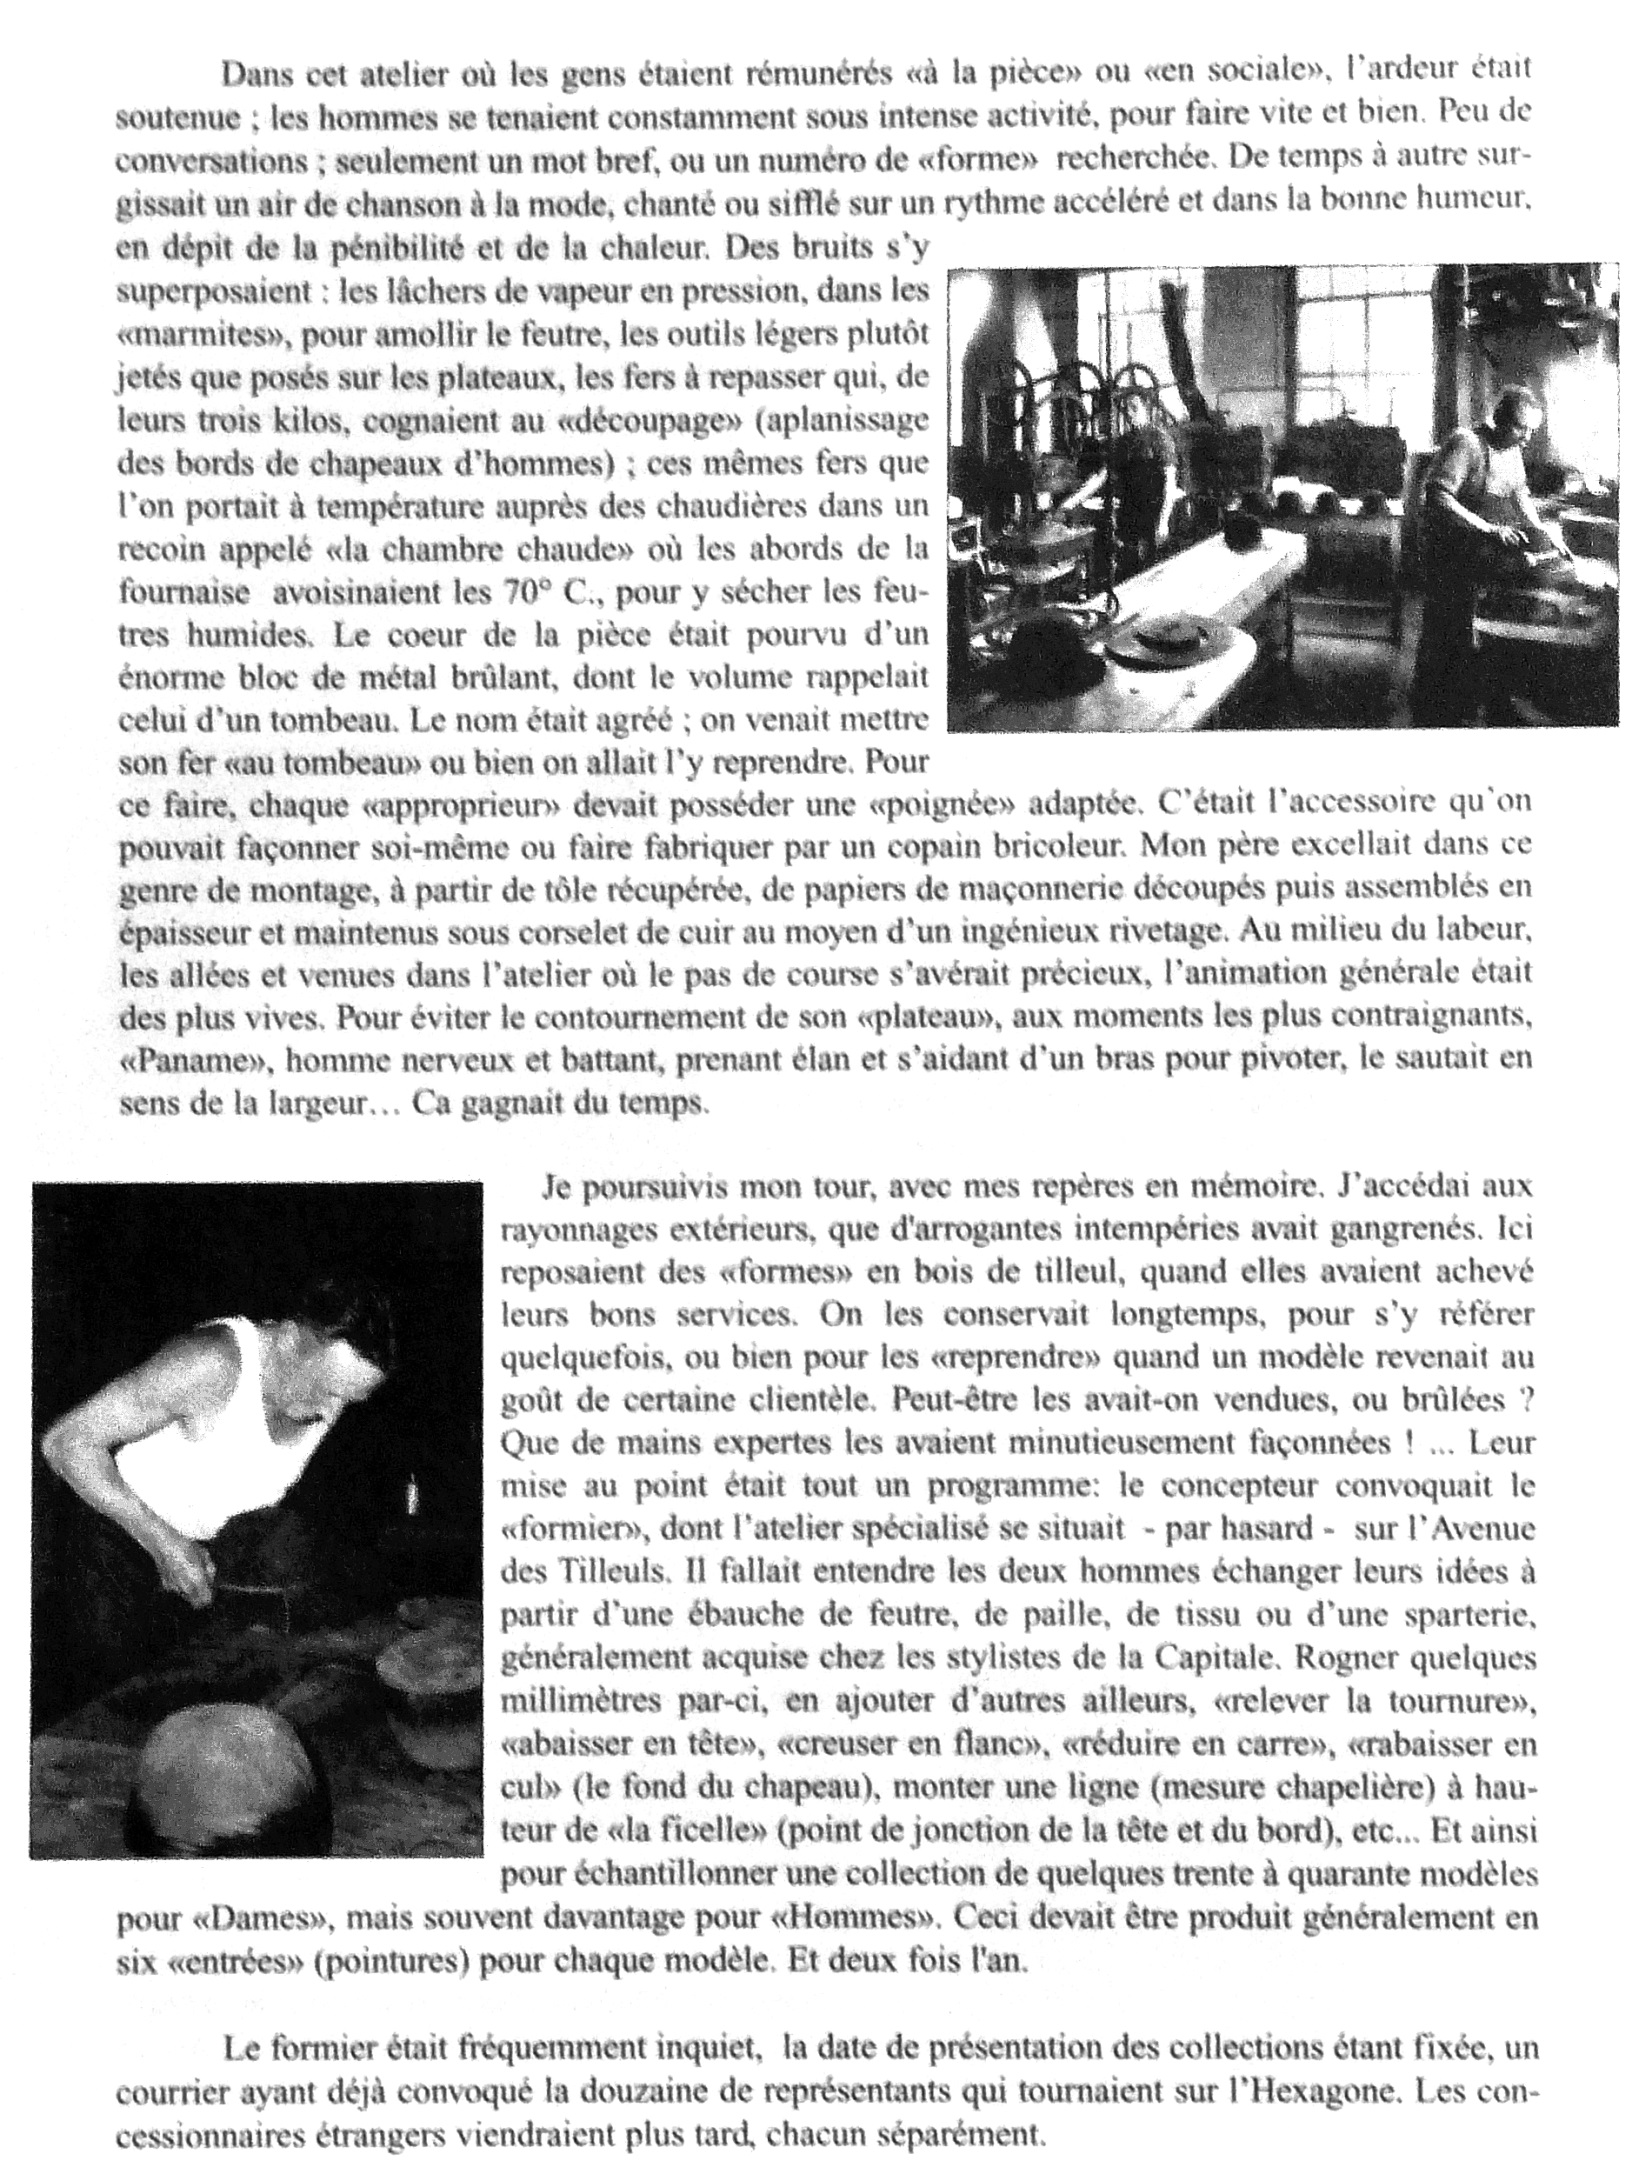 Dans cet atelier où les gens étaient rémunérés «à la pièce» ou «en sociale», l'ardeur était
soutenue ; les hommes se tenaient constamment sous intense activité, pour faire vite et bien. Peu de
conversations ; seulement un mot bref, ou un numéro de «forme» recherchée. De temps à autre sur-
gissait un air de chanson à la mode, chanté ou sifflé sur un rythme accéléré et dans la bonne humeur,
en dépit de la pénibilité et de la chaleur. Des bruits s'y
superposaient : les lâchers de vapeur en pression, dans les
«marmites», pour amollir le feutre, les outils légers plutôt
jetés que posés sur les plateaux, les fers à repasser qui, de
leurs trois kilos, cognaient au «découpage» (aplanissage
des bords de chapeaux d'hommes) ; ces mêmes fers que
l'on portait à température auprès des chaudières dans un
recoin appelé «la chambre chaude» où les abords de la
fournaise avoisinaient les 70° C., pour y sécher les feu-
tres humides. Le coeur de la pièce était pourvu d'un
énorme bloc de métal brûlant, dont le volume rappelait
celui d'un tombeau. Le nom était agréé ; on venait mettre
son fer «au tombeau» ou bien on allait l'y reprendre. Pour
ce faire, chaque «approprieur» devait posséder une «poignée» adaptée. C'était l'accessoire qu'on
pouvait façonner soi-même ou faire fabriquer par un copain bricoleur. Mon père excellait dans ce
genre de montage, à partir de tôle récupérée, de papiers de maçonnerie découpés puis assemblés en
épaisseur et maintenus sous corselet de cuir au moyen d'un ingénieux rivetage. Au milieu du labeur,
les allées et venues dans l'atelier où le pas de course s'avérait précieux, l'animation générale était
des plus vives. Pour éviter le contournement de son «plateau», aux moments les plus contraignants,
«Paname», homme nerveux et battant, prenant élan et s'aidant d'un bras pour pivoter, le sautait en
sens de la largeur... Ca gagnait du temps.
Je poursuivis mon tour, avec mes repères en mémoire. J'accédai aux
rayonnages extérieurs, que d'arrogantes intempéries avait gangrenés. Ici
reposaient des «formes» en bois de tilleul, quand elles avaient achevé
leurs bons services. On les conservait longtemps, pour s'y référer
quelquefois, ou bien pour les «reprendre» quand un modèle revenait au
goût de certaine clientèle. Peut-être les avait-on vendues, ou brûlées ?
Que de mains expertes les avaient minutieusement façonnées ! ... Leur
mise au point était tout un programme: le concepteur convoquait le
«formier», dont l'atelier spécialisé se situait - par hasard - sur l'Avenue
des Tilleuls. Il fallait entendre les deux hommes échanger leurs idées à
partir d'une ébauche de feutre, de paille, de tissu ou d'une sparterie,
généralement acquise chez les stylistes de la Capitale. Rogner quelques
millimètres par-ci, en ajouter d'autres ailleurs, «relever la tournure»,
«abaisser en tête», «creuser en flanc», «réduire en carre», «rabaisser en
cul» (le fond du chapeau), monter une ligne (mesure chapelière) à hau-
teur de «la ficelle» (point de jonction de la tête et du bord), etc... Et ainsi
pour échantillonner une collection de quelques trente à quarante modèles
pour «Dames», mais souvent davantage pour «Hommes». Ceci devait être produit généralement en
six «entrées» (pointures) pour chaque modèle. Et deux fois l'an.
Le formier était fréquemment inquiet, la date de présentation des collections étant fixée, un
courrier ayant déjà convoqué la douzaine de représentants qui tournaient sur l'Hexagone. Les con-
cessionnaires étrangers viendraient plus tard, chacun séparément.